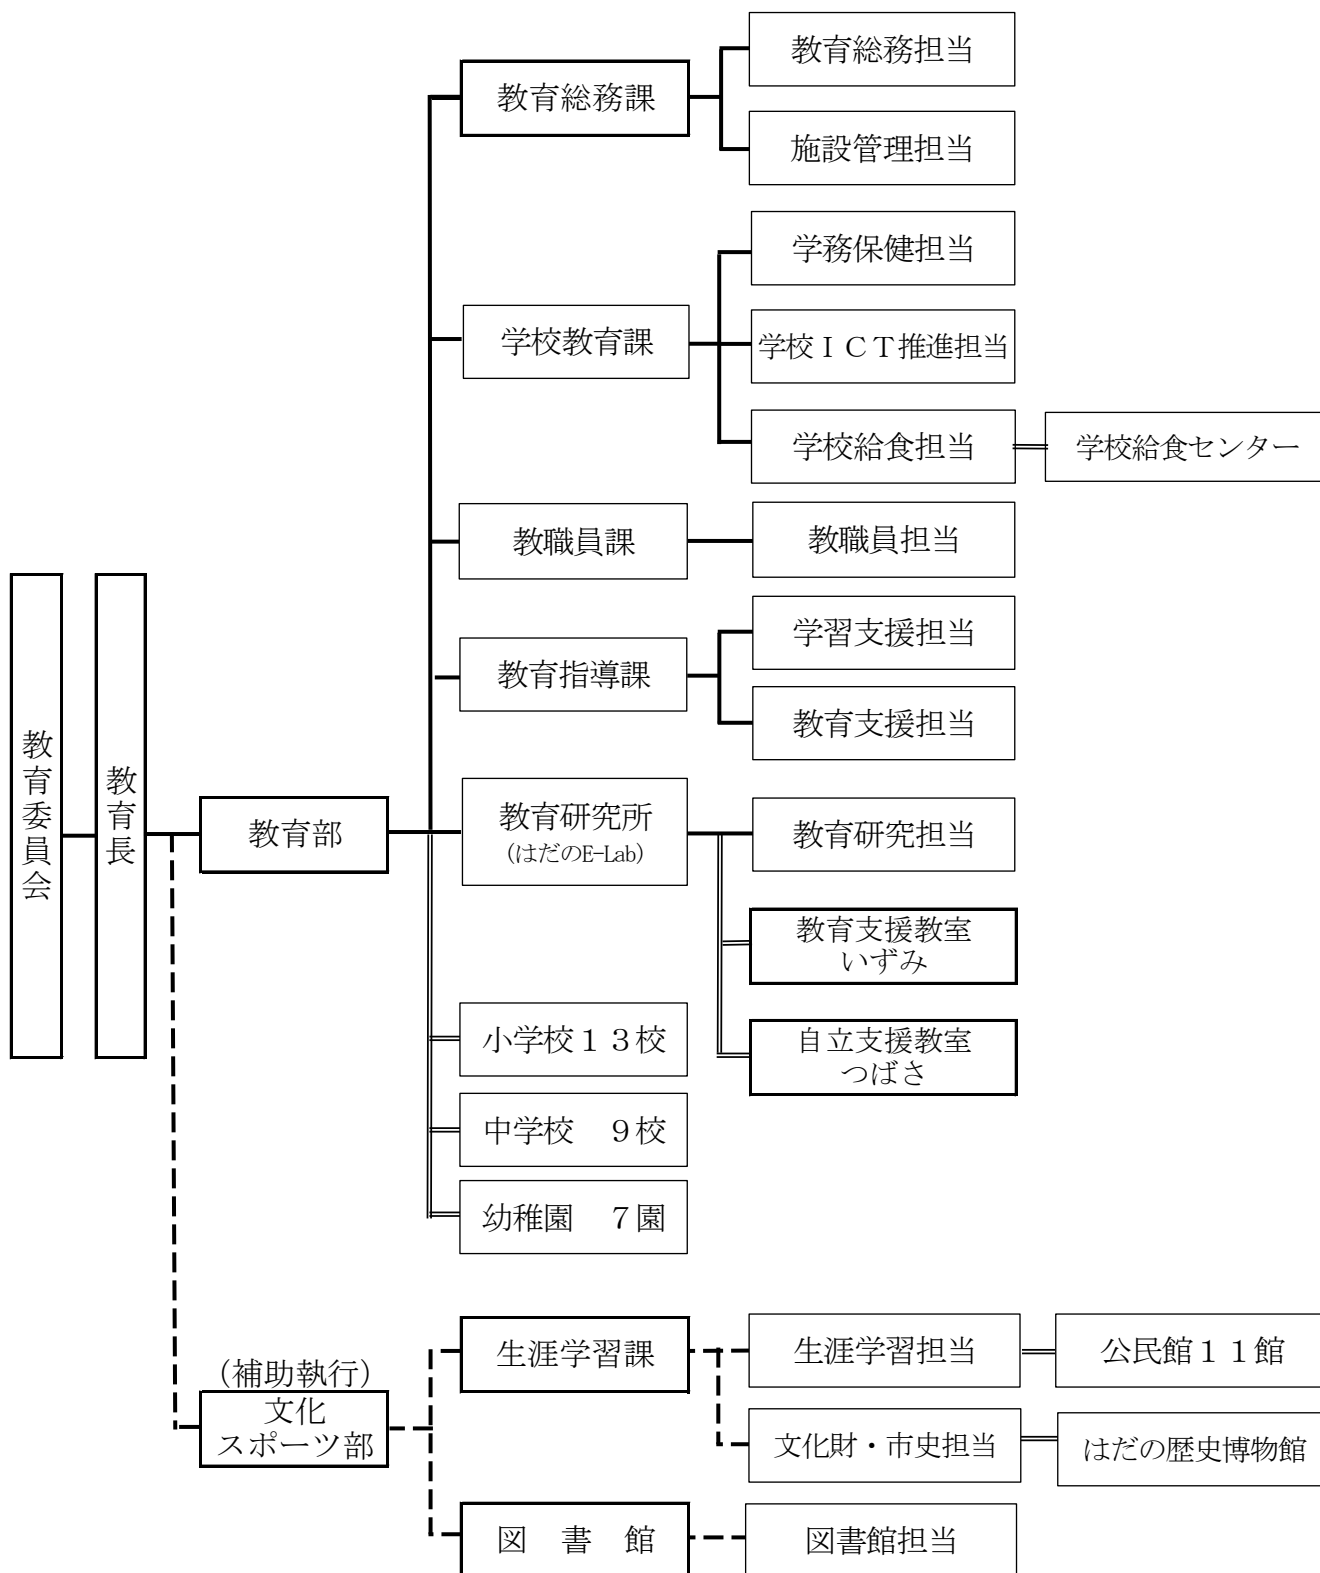 教育委員会
教育長
教育部
教育総務課
教育総務担当
施設管理担当
学校教育課
学務保健担当
学校ＩＣＴ推進担当
学校給食担当
学校給食センター
教職員課
教職員担当
教育指導課
学習支援担当
教育支援担当
教育研究所
(はだのE-Lab)
教育研究担当
教育支援教室
いずみ
自立支援教室
つばさ
小学校１３校
中学校　９校
幼稚園　７園
(補助執行)
文化
スポーツ部
生涯学習課
生涯学習担当
公民館１１館
文化財・市史担当
はだの歴史博物館
図　書　館
図書館担当